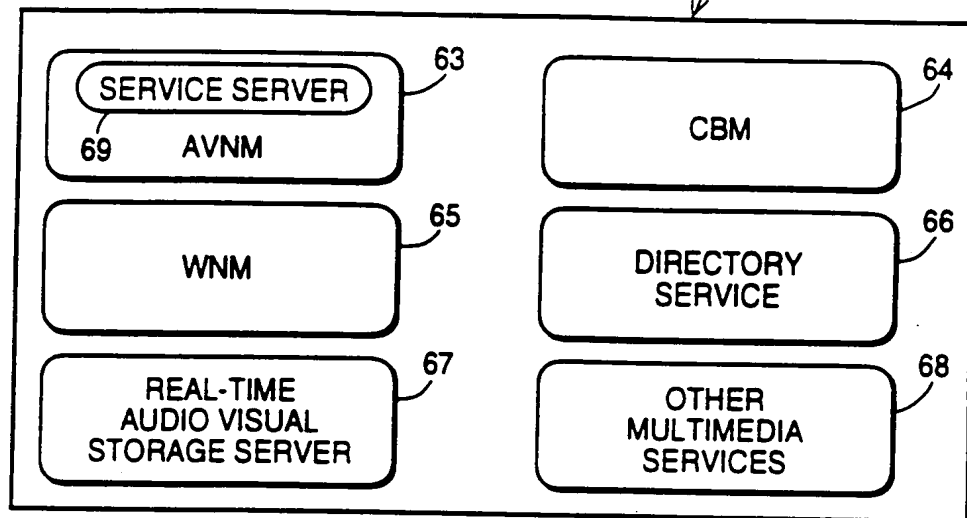 SERVICE SERVER
63
69
AVNM
64
CBM
65
WNM
66
DIRECTORY
SERVICE
67
REAL-TIME
AUDIO VISUAL
STORAGE SERVER
68
OTHER
MULTIMEDIA
SERVICES